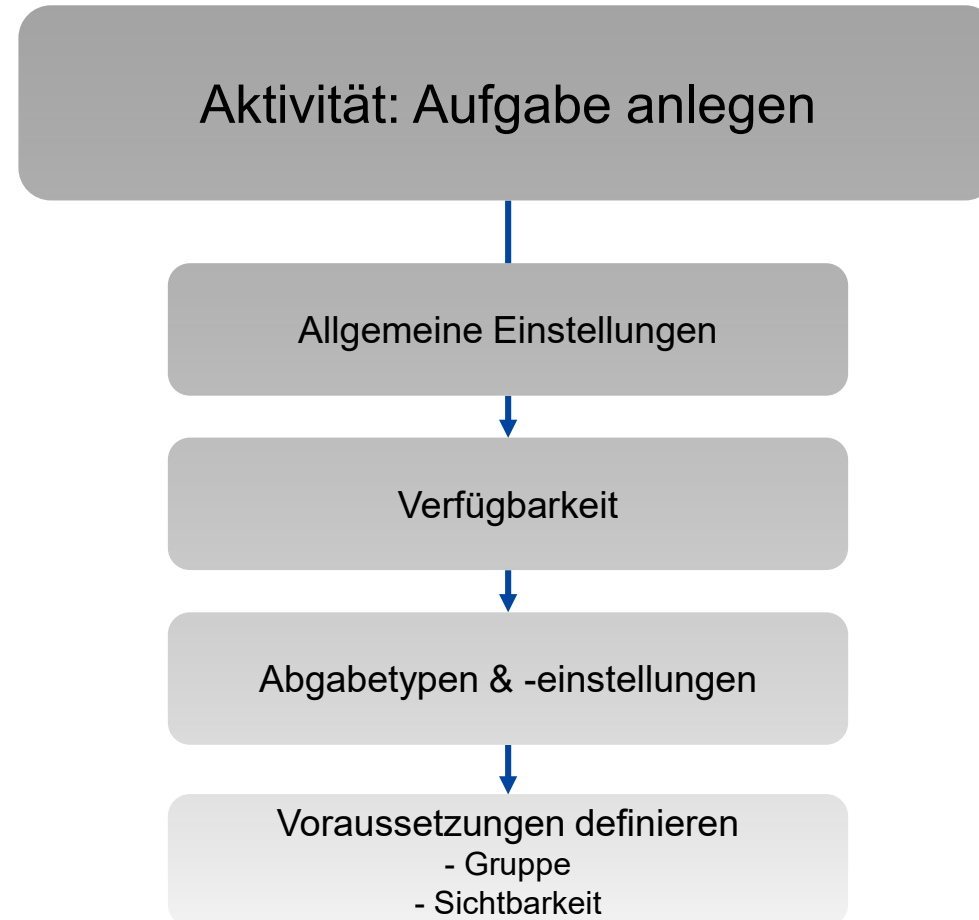 Aktivität: Aufgabe anlegen
Allgemeine Einstellungen
Verfügbarkeit
Abgabetypen & -einstellungen
Voraussetzungen definieren
- Gruppe
- Sichtbarkeit